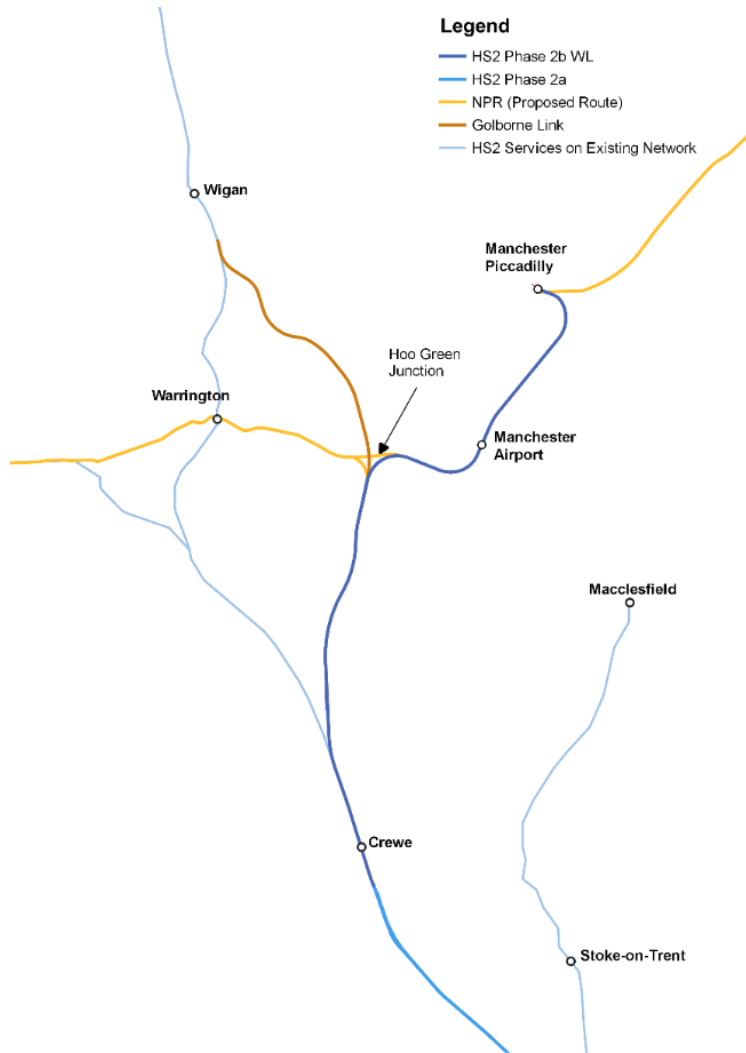 Legend
HS2 Phase 2b WL
HS2 Phase 2a
NPR (Proposed Route)
Golborne Link
HS2 Services on Existing Network
Wigan
Manchester
Piccadilly
Hoo Green
Junction
Warrington
Manchester
Airport
Macclesfield
Crewe
Stoke-on-Trent